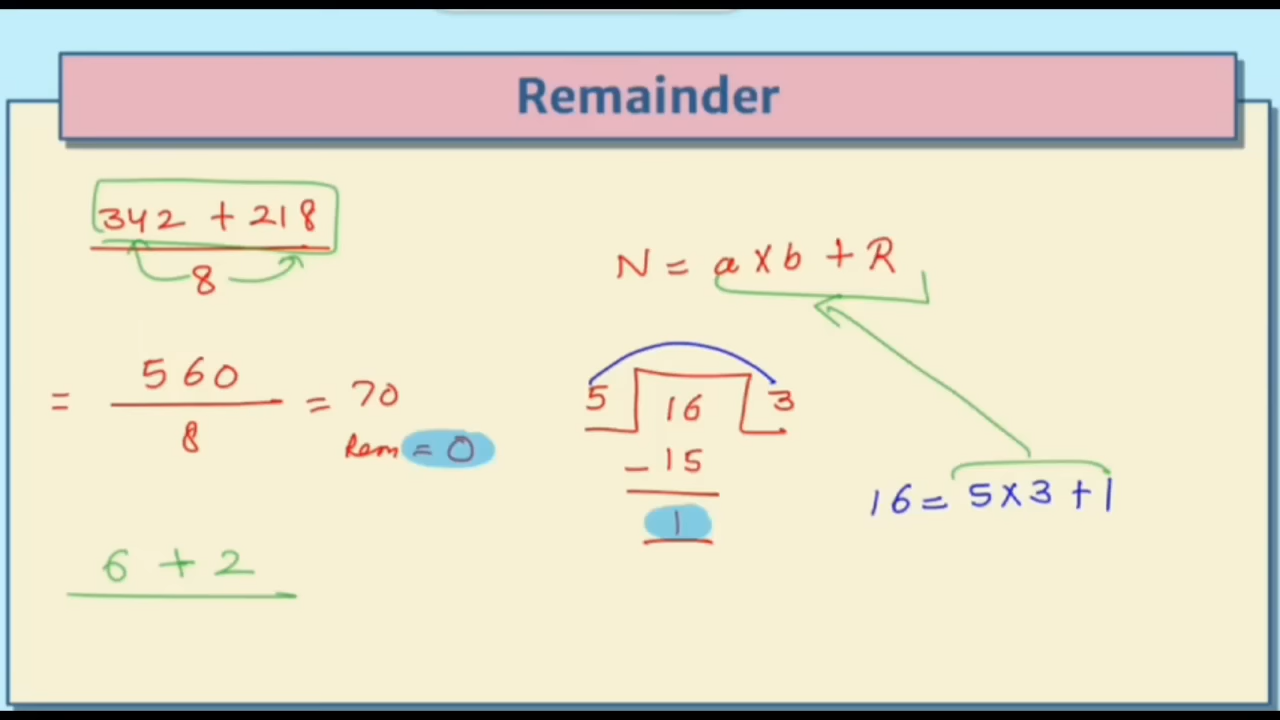 Remainder
342 + 218
8
= 560
8
= 70
Rem = 0
6 + 2
N = a x b + R
5 16 3
- 15
1
16 = 5 x 3 + 1